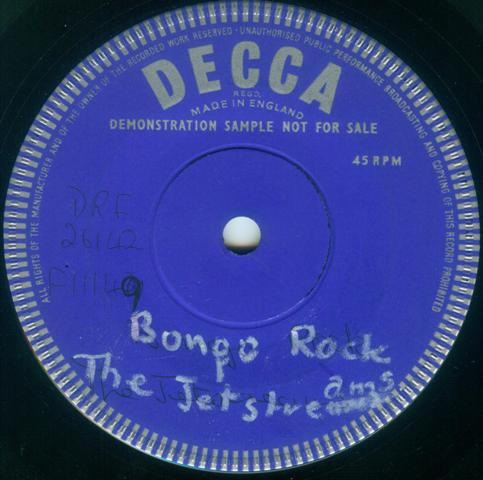 ALL RIGHTS OF THE MANUFACTURER AND OF THE OWNER OF THE RECORDED WORK RESERVED · UNAUTHORISED PUBLIC PERFORMANCE BROADCASTING AND COPYING OF THIS RECORD PROHIBITED
DECCA
REGD.
MADE IN ENGLAND
DEMONSTRATION SAMPLE NOT FOR SALE
45 RPM
DRF
26142
F11149
Bongo Rock
The Jetstreams